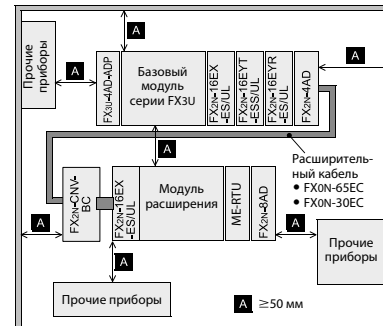 A
Прочие
приборы
A
FX3U-4AD-ADP
Базовый
модуль
серии FX3U
FX2N-16EX
-ES/UL
FX2N-16EYT
-ESS/UL
FX2N-16EYR
-ES/UL
FX2N-4AD
A
A
Расширитель-
ный кабель
• FX0N-65EC
• FX0N-30EC
FX2N-CNV-
BC
FX2N-16EX
-ES/UL
Модуль
расширения
ME-RTU
FX2N-8AD
A
A
A
Прочие
приборы
Прочие приборы
A ≥50 мм